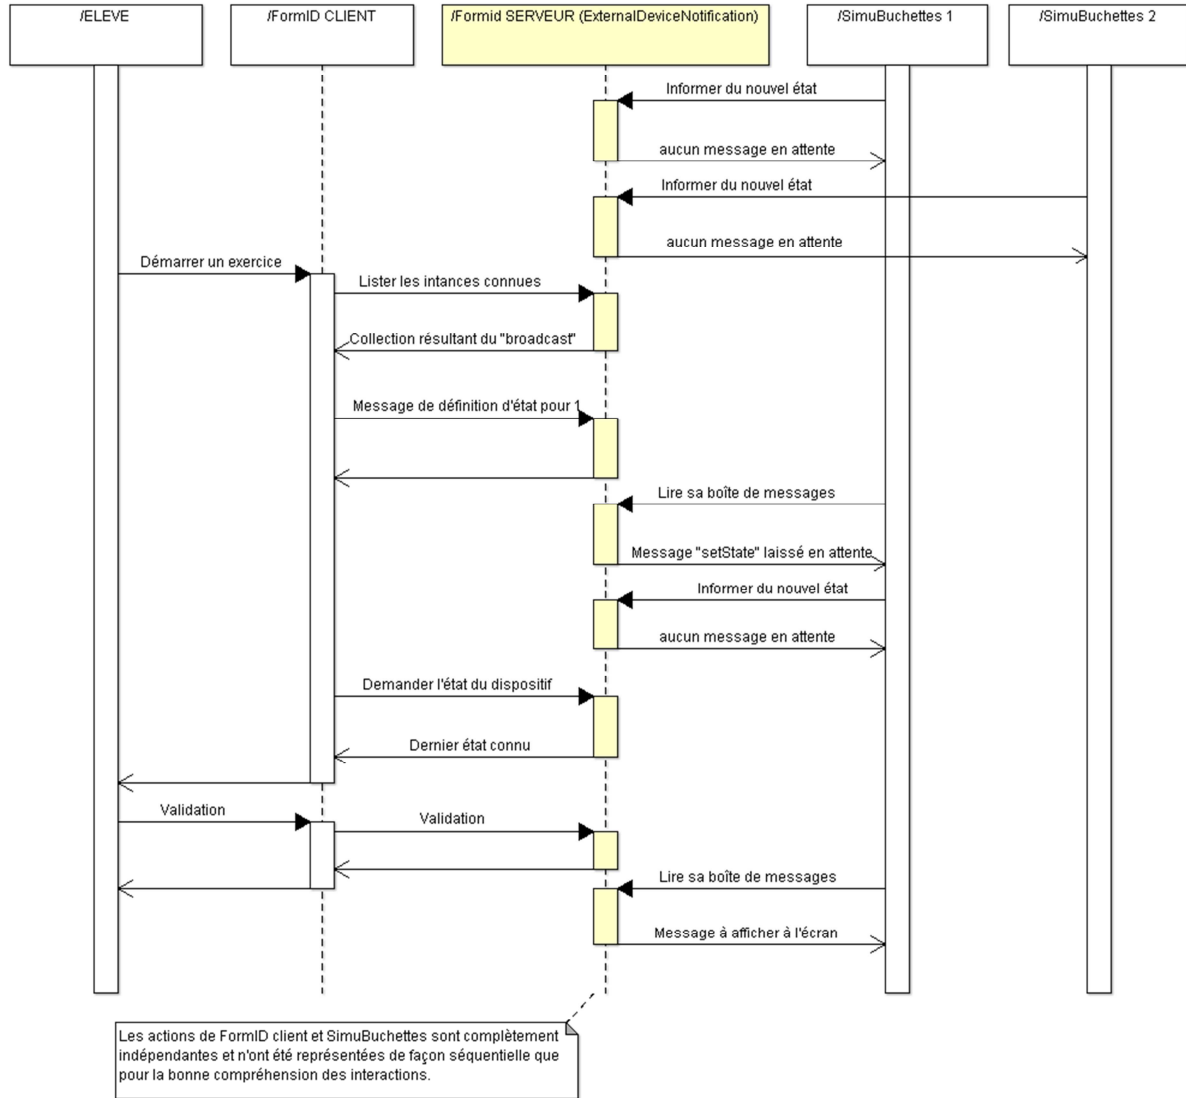 /ELEVE
/FormID CLIENT
/Formid SERVEUR (ExternalDeviceNotification)
/SimuBuchettes 1
/SimuBuchettes 2
Informer du nouvel état
aucun message en attente
Informer du nouvel état
aucun message en attente
Démarrer un exercice
Lister les intances connues
Collection résultant du "broadcast"
Message de définition d'état pour 1
Lire sa boîte de messages
Message "setState" laissé en attente
Informer du nouvel état
aucun message en attente
Demander l'état du dispositif
Dernier état connu
Validation
Validation
Lire sa boîte de messages
Message à afficher à l'écran
Les actions de FormID client et SimuBuchettes sont complètement
indépendantes et n'ont été représentées de façon séquentielle que
pour la bonne compréhension des interactions.